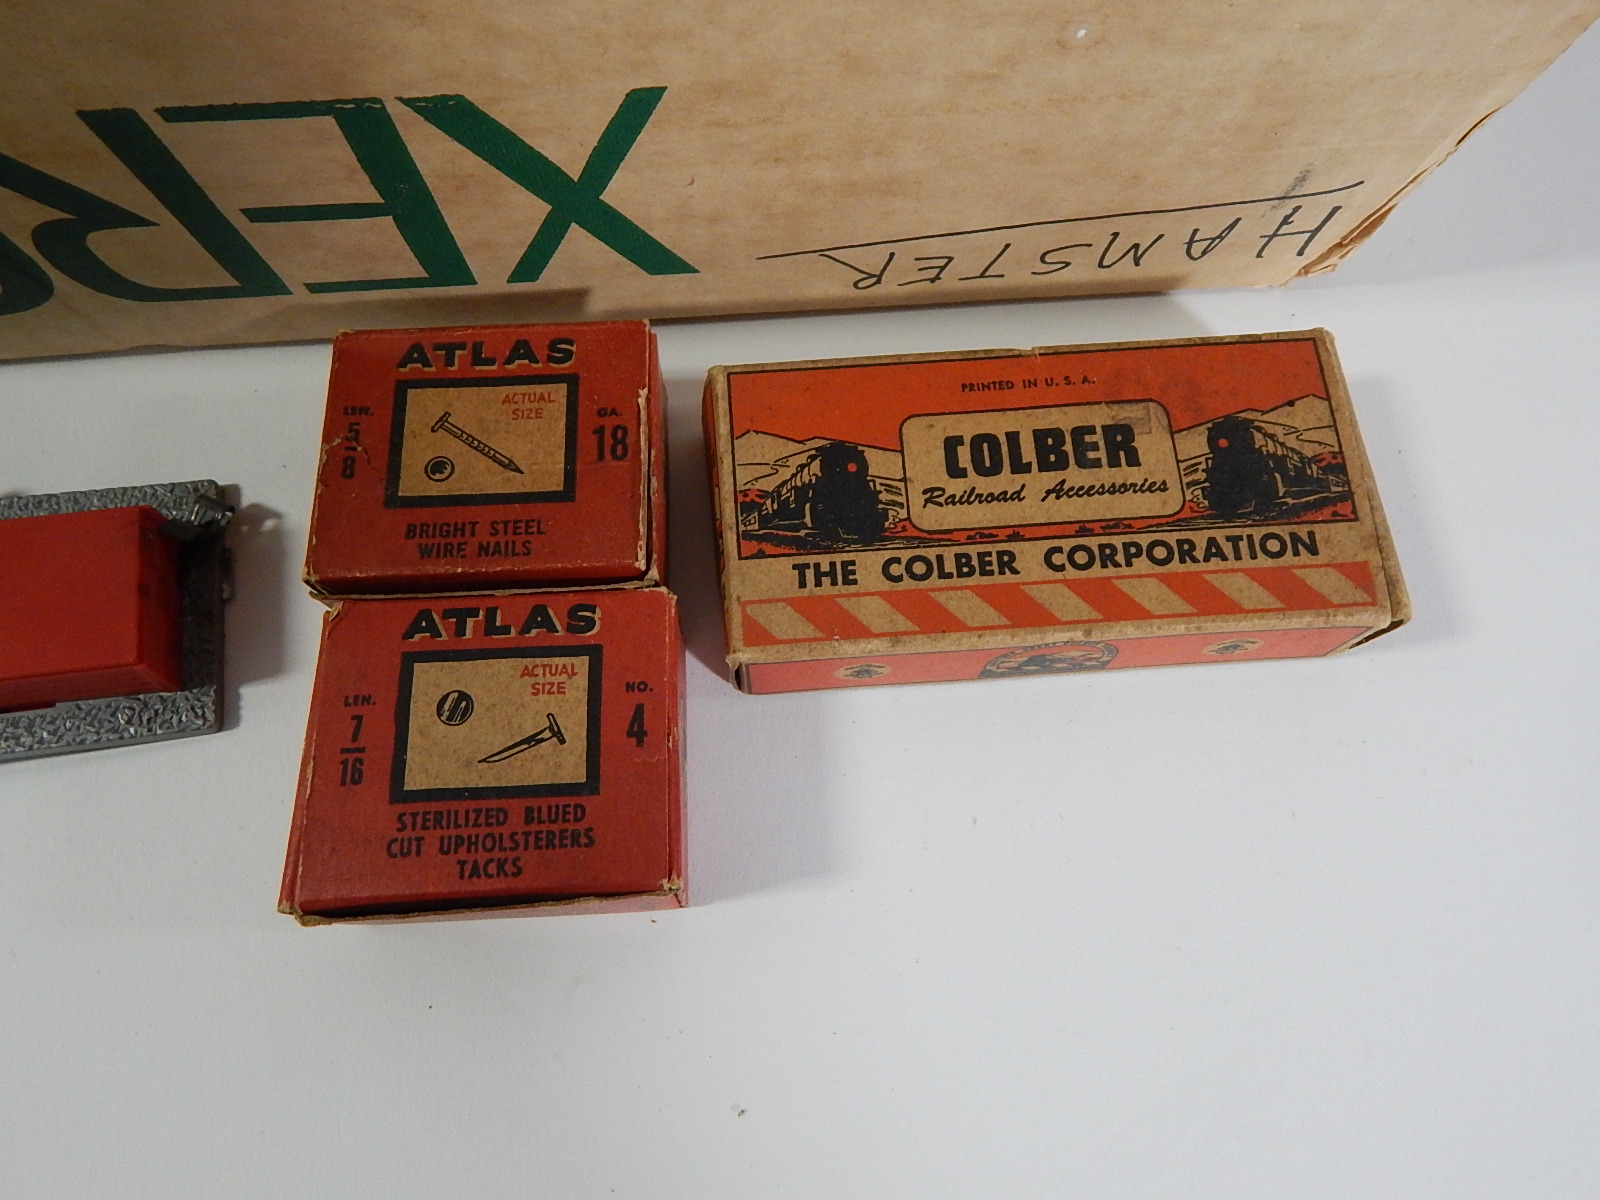 XER
HAMSTER
ATLAS
ACTUAL
SIZE
LEN.
5
8
GA.
18
BRIGHT STEEL
WIRE NAILS
ATLAS
ACTUAL
SIZE
LEN.
7
16
NO.
4
STERILIZED BLUED
CUT UPHOLSTERERS
TACKS
PRINTED IN U. S. A.
COLBER
Railroad Accessories
THE COLBER CORPORATION